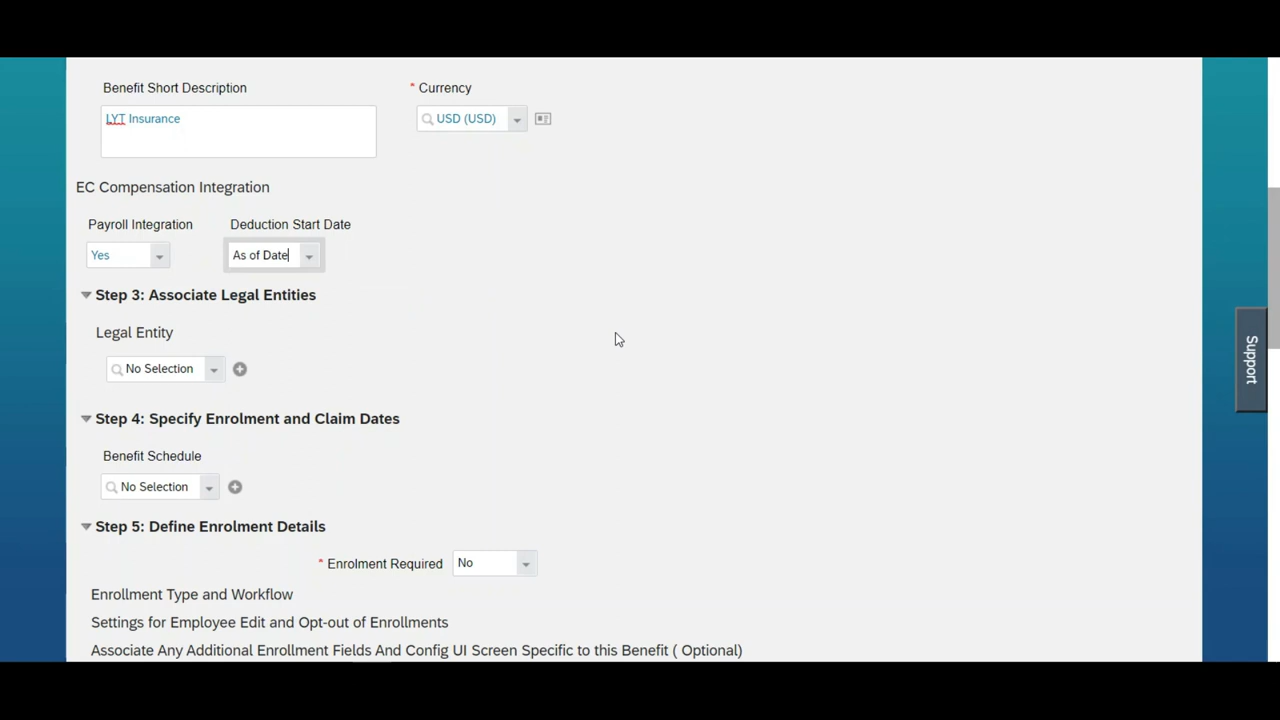 Benefit Short Description
* Currency
LYT Insurance
USD (USD)
EC Compensation Integration
Payroll Integration
Deduction Start Date
Yes
As of Date
Step 3: Associate Legal Entities
Legal Entity
No Selection
Step 4: Specify Enrolment and Claim Dates
Benefit Schedule
No Selection
Step 5: Define Enrolment Details
* Enrolment Required No
Enrollment Type and Workflow
Settings for Employee Edit and Opt-out of Enrollments
Associate Any Additional Enrollment Fields And Config UI Screen Specific to this Benefit ( Optional)
Support